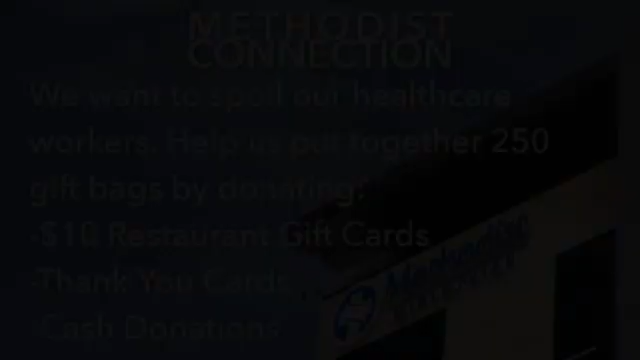 METHODIST
CONNECTION
We want to spoil our healthcare
workers. Help us put together 250
gift bags by donating:
-$10 Restaurant Gift Cards
-Thank You Cards
-Cash Donations
Methodist